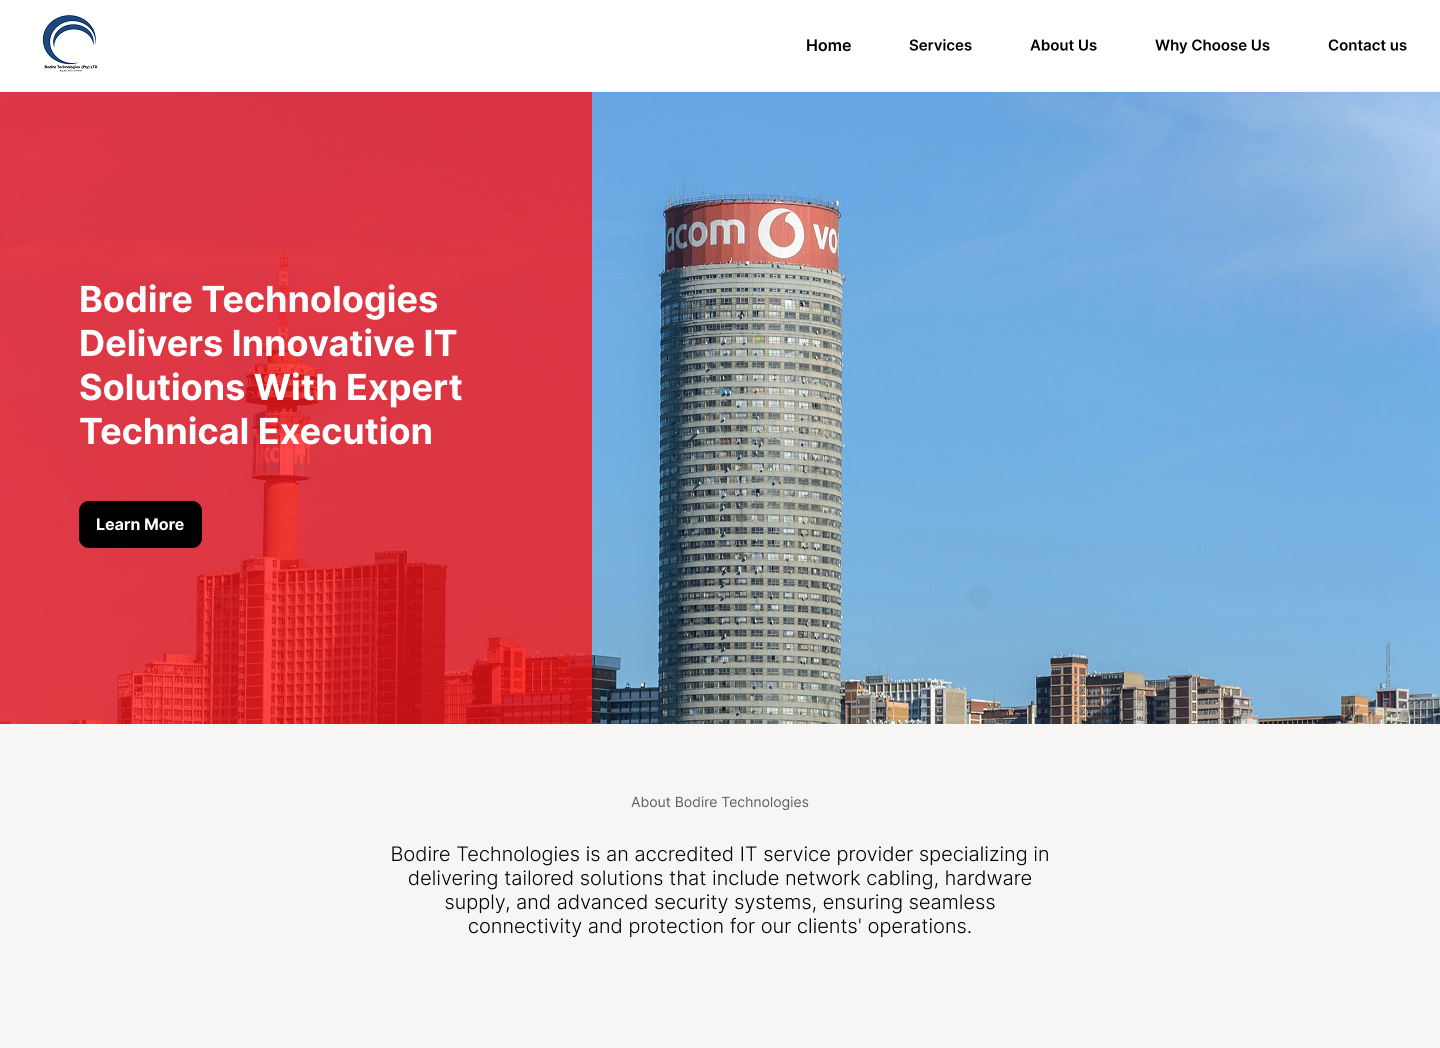 Bodire Technologies (Pty) LTD
Home
Services
About Us
Why Choose Us
Contact us
acom vo
Bodire Technologies
Delivers Innovative IT
Solutions With Expert
Technical Execution
Learn More
About Bodire Technologies
Bodire Technologies is an accredited IT service provider specializing in
delivering tailored solutions that include network cabling, hardware
supply, and advanced security systems, ensuring seamless
connectivity and protection for our clients' operations.